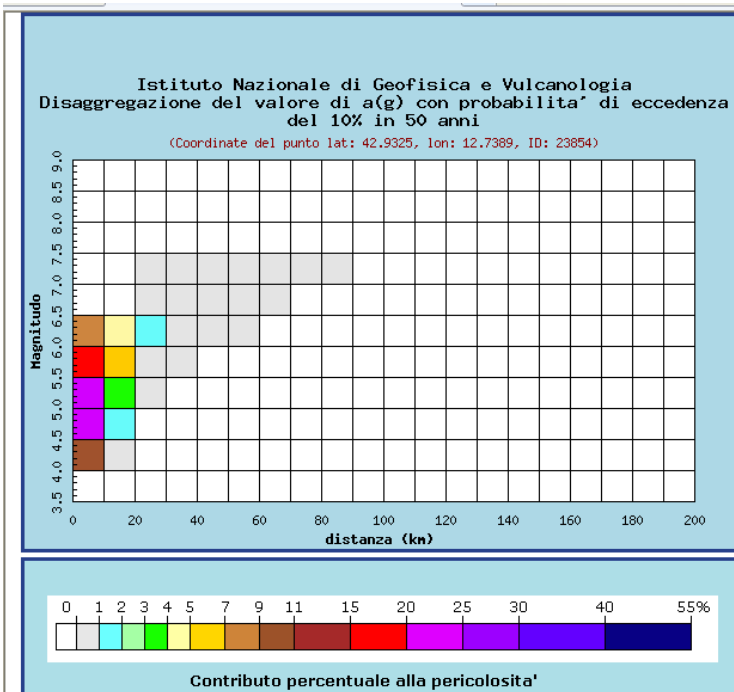 Istituto Nazionale di Geofisica e Vulcanologia
Disaggregazione del valore di a(g) con probabilita' di eccedenza
del 10% in 50 anni
(Coordinate del punto lat: 42.9325, lon: 12.7389, ID: 23854)
Magnitudo
9.0
8.5
8.0
7.5
7.0
6.5
6.0
5.5
5.0
4.5
4.0
3.5
0 20 40 60 80 100 120 140 160 180 200
distanza (km)
0 1 2 3 4 5 7 9 11 15 20 25 30 40 55%
Contributo percentuale alla pericolosita'